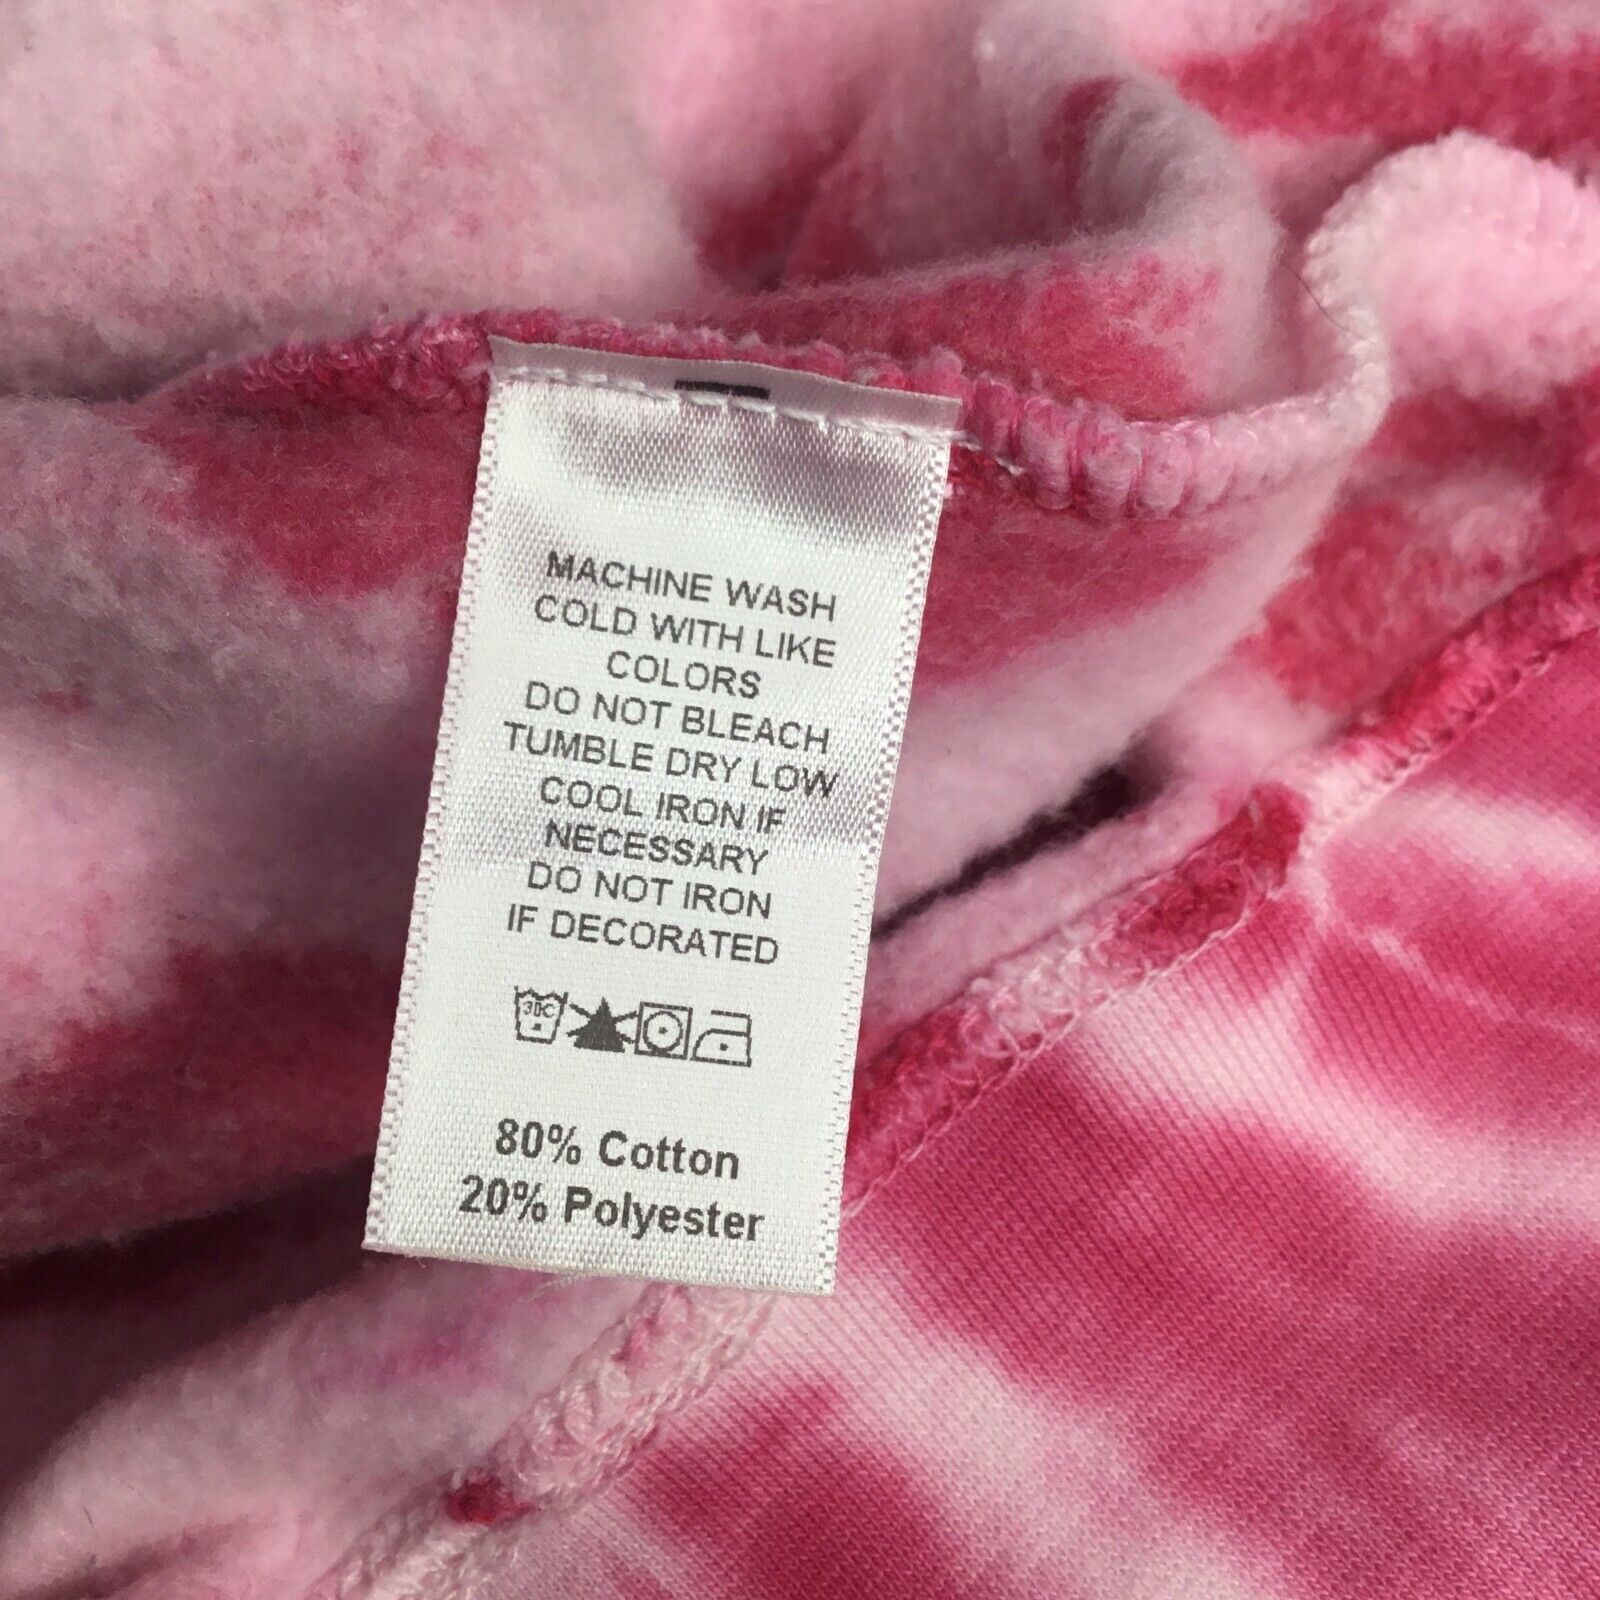 MACHINE WASH
COLD WITH LIKE
COLORS
DO NOT BLEACH
TUMBLE DRY LOW
COOL IRON IF
NECESSARY
DO NOT IRON
IF DECORATED
30C
80% Cotton
20% Polyester